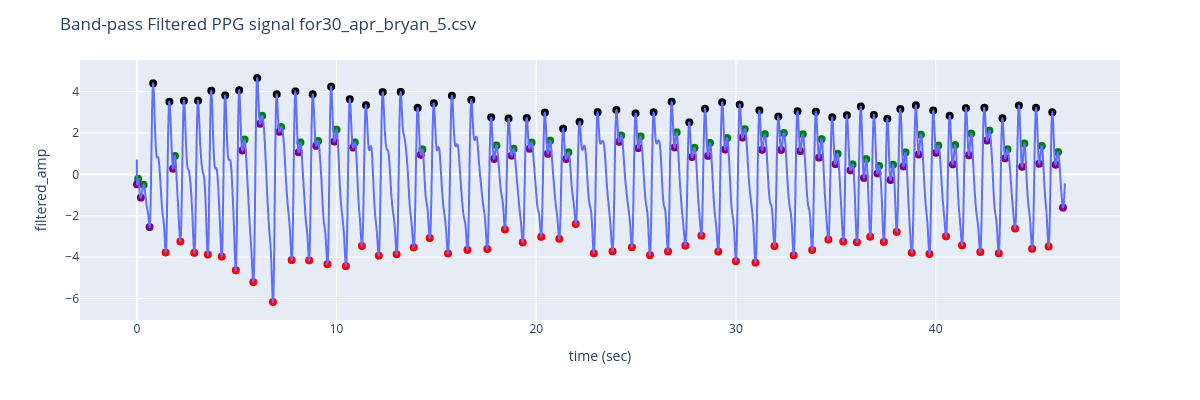 Band-pass Filtered PPG signal for30_apr_bryan_5.csv
filtered_amp
4
2
0
−2
−4
−6
0 10 20 30 40
time (sec)